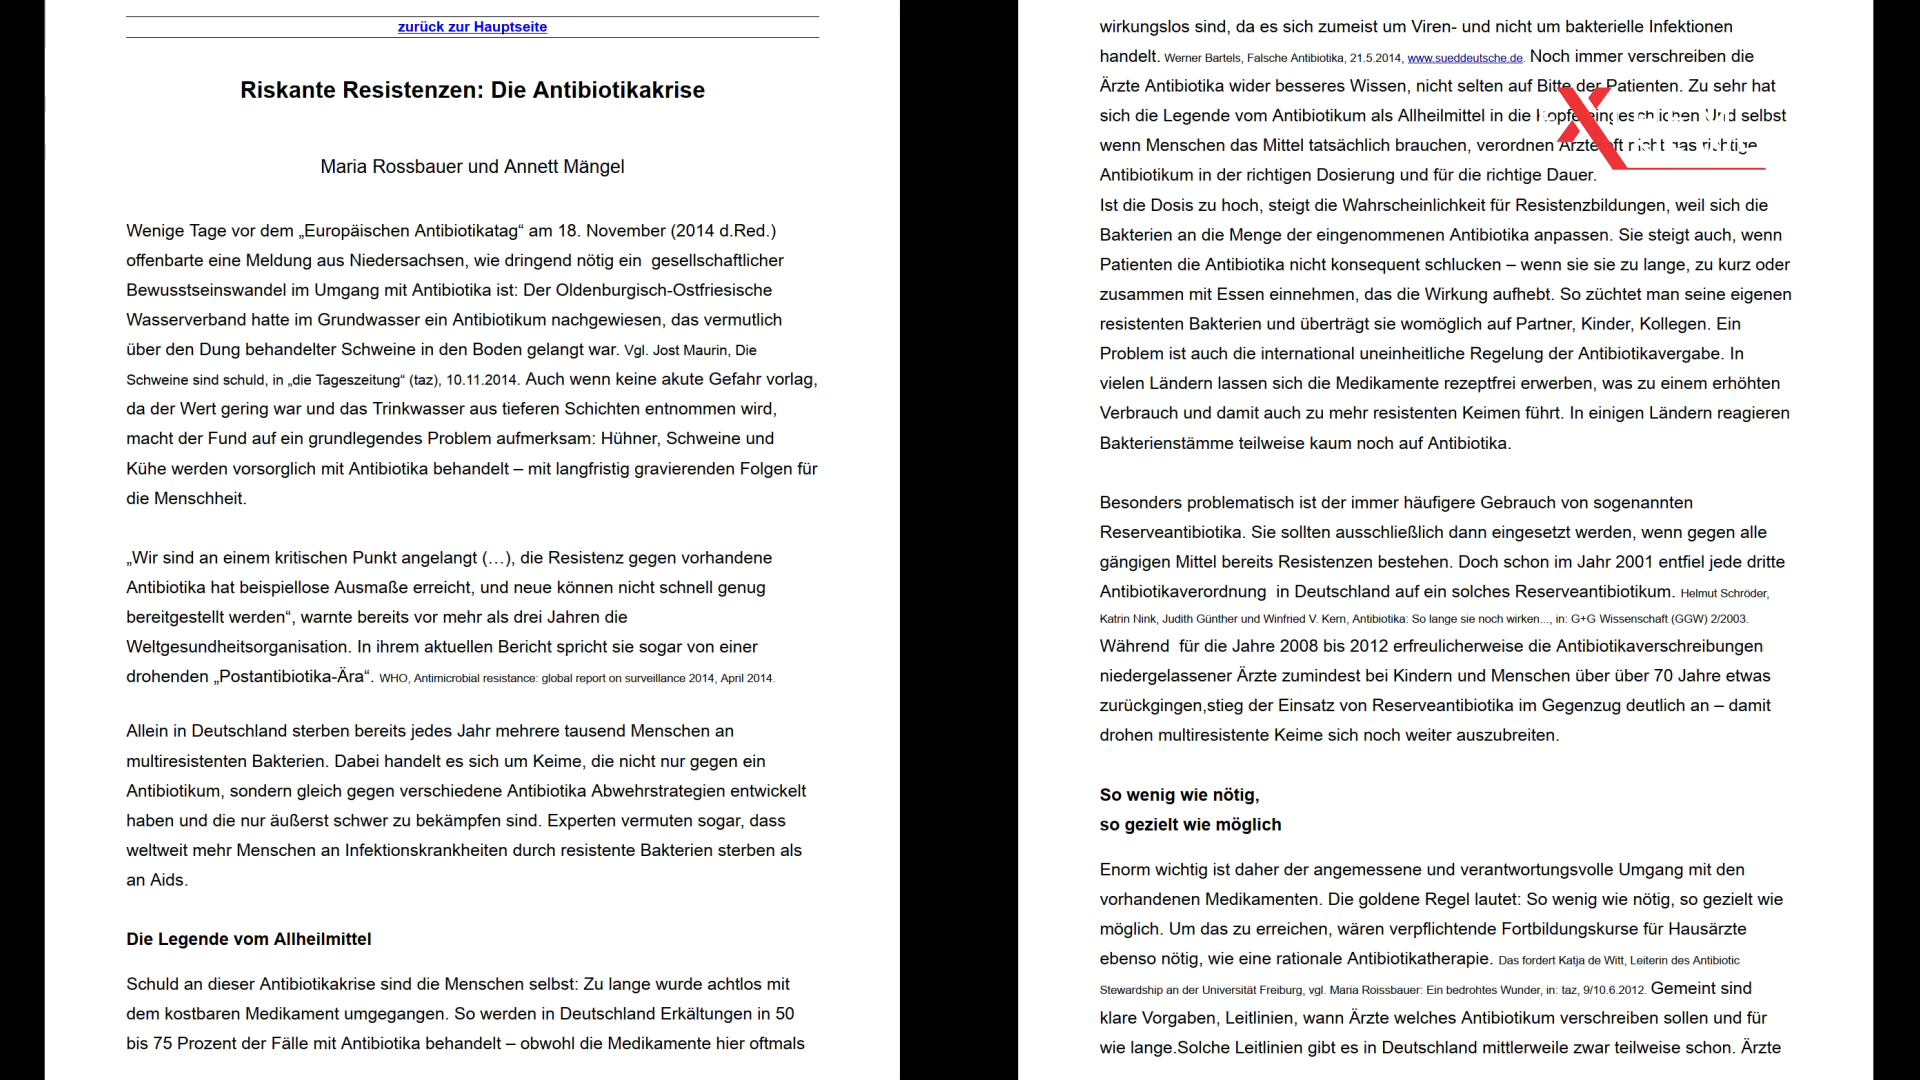 zurück zur Hauptseite
Riskante Resistenzen: Die Antibiotikakrise
Maria Rossbauer und Annett Mängel
Wenige Tage vor dem „Europäischen Antibiotikatag“ am 18. November (2014 d.Red.)
offenbarte eine Meldung aus Niedersachsen, wie dringend nötig ein  gesellschaftlicher
Bewusstseinswandel im Umgang mit Antibiotika ist: Der Oldenburgisch-Ostfriesische
Wasserverband hatte im Grundwasser ein Antibiotikum nachgewiesen, das vermutlich
über den Dung behandelter Schweine in den Boden gelangt war. Vgl. Jost Maurin, Die
Schweine sind schuld, in „die Tageszeitung“ (taz), 10.11.2014. Auch wenn keine akute Gefahr vorlag,
da der Wert gering war und das Trinkwasser aus tieferen Schichten entnommen wird,
macht der Fund auf ein grundlegendes Problem aufmerksam: Hühner, Schweine und
Kühe werden vorsorglich mit Antibiotika behandelt – mit langfristig gravierenden Folgen für
die Menschheit.
„Wir sind an einem kritischen Punkt angelangt (…), die Resistenz gegen vorhandene
Antibiotika hat beispiellose Ausmaße erreicht, und neue können nicht schnell genug
bereitgestellt werden“, warnte bereits vor mehr als drei Jahren die
Weltgesundheitsorganisation. In ihrem aktuellen Bericht spricht sie sogar von einer
drohenden „Postantibiotika-Ära“. WHO, Antimicrobial resistance: global report on surveillance 2014, April 2014.
Allein in Deutschland sterben bereits jedes Jahr mehrere tausend Menschen an
multiresistenten Bakterien. Dabei handelt es sich um Keime, die nicht nur gegen ein
Antibiotikum, sondern gleich gegen verschiedene Antibiotika Abwehrstrategien entwickelt
haben und die nur äußerst schwer zu bekämpfen sind. Experten vermuten sogar, dass
weltweit mehr Menschen an Infektionskrankheiten durch resistente Bakterien sterben als
an Aids.
Die Legende vom Allheilmittel
Schuld an dieser Antibiotikakrise sind die Menschen selbst: Zu lange wurde achtlos mit
dem kostbaren Medikament umgegangen. So werden in Deutschland Erkältungen in 50
bis 75 Prozent der Fälle mit Antibiotika behandelt – obwohl die Medikamente hier oftmals
wirkungslos sind, da es sich zumeist um Viren- und nicht um bakterielle Infektionen
handelt. Werner Bartels, Falsche Antibiotika, 21.5.2014, www.sueddeutsche.de. Noch immer verschreiben die
Ärzte Antibiotika wider besseres Wissen, nicht selten auf Bitte der Patienten. Zu sehr hat
sich die Legende vom Antibiotikum als Allheilmittel in die Köpfe eingeschlichen Und selbst
wenn Menschen das Mittel tatsächlich brauchen, verordnen Ärzte oft nicht das richtige
Antibiotikum in der richtigen Dosierung und für die richtige Dauer.
Ist die Dosis zu hoch, steigt die Wahrscheinlichkeit für Resistenzbildungen, weil sich die
Bakterien an die Menge der eingenommenen Antibiotika anpassen. Sie steigt auch, wenn
Patienten die Antibiotika nicht konsequent schlucken – wenn sie sie zu lange, zu kurz oder
zusammen mit Essen einnehmen, das die Wirkung aufhebt. So züchtet man seine eigenen
resistenten Bakterien und überträgt sie womöglich auf Partner, Kinder, Kollegen. Ein
Problem ist auch die international uneinheitliche Regelung der Antibiotikavergabe. In
vielen Ländern lassen sich die Medikamente rezeptfrei erwerben, was zu einem erhöhten
Verbrauch und damit auch zu mehr resistenten Keimen führt. In einigen Ländern reagieren
Bakterienstämme teilweise kaum noch auf Antibiotika.
Besonders problematisch ist der immer häufigere Gebrauch von sogenannten
Reserveantibiotika. Sie sollten ausschließlich dann eingesetzt werden, wenn gegen alle
gängigen Mittel bereits Resistenzen bestehen. Doch schon im Jahr 2001 entfiel jede dritte
Antibiotikaverordnung  in Deutschland auf ein solches Reserveantibiotikum. Helmut Schröder,
Katrin Nink, Judith Günther und Winfried V. Kern, Antibiotika: So lange sie noch wirken..., in: G+G Wissenschaft (GGW) 2/2003.
Während  für die Jahre 2008 bis 2012 erfreulicherweise die Antibiotikaverschreibungen
niedergelassener Ärzte zumindest bei Kindern und Menschen über über 70 Jahre etwas
zurückgingen,stieg der Einsatz von Reserveantibiotika im Gegenzug deutlich an – damit
drohen multiresistente Keime sich noch weiter auszubreiten.
So wenig wie nötig,
so gezielt wie möglich
Enorm wichtig ist daher der angemessene und verantwortungsvolle Umgang mit den
vorhandenen Medikamenten. Die goldene Regel lautet: So wenig wie nötig, so gezielt wie
möglich. Um das zu erreichen, wären verpflichtende Fortbildungskurse für Hausärzte
ebenso nötig, wie eine rationale Antibiotikatherapie. Das fordert Katja de Witt, Leiterin des Antibiotic
Stewardship an der Universität Freiburg, vgl. Maria Roissbauer: Ein bedrohtes Wunder, in: taz, 9/10.6.2012. Gemeint sind
klare Vorgaben, Leitlinien, wann Ärzte welches Antibiotikum verschreiben sollen und für
wie lange.Solche Leitlinien gibt es in Deutschland mittlerweile zwar teilweise schon. Ärzte